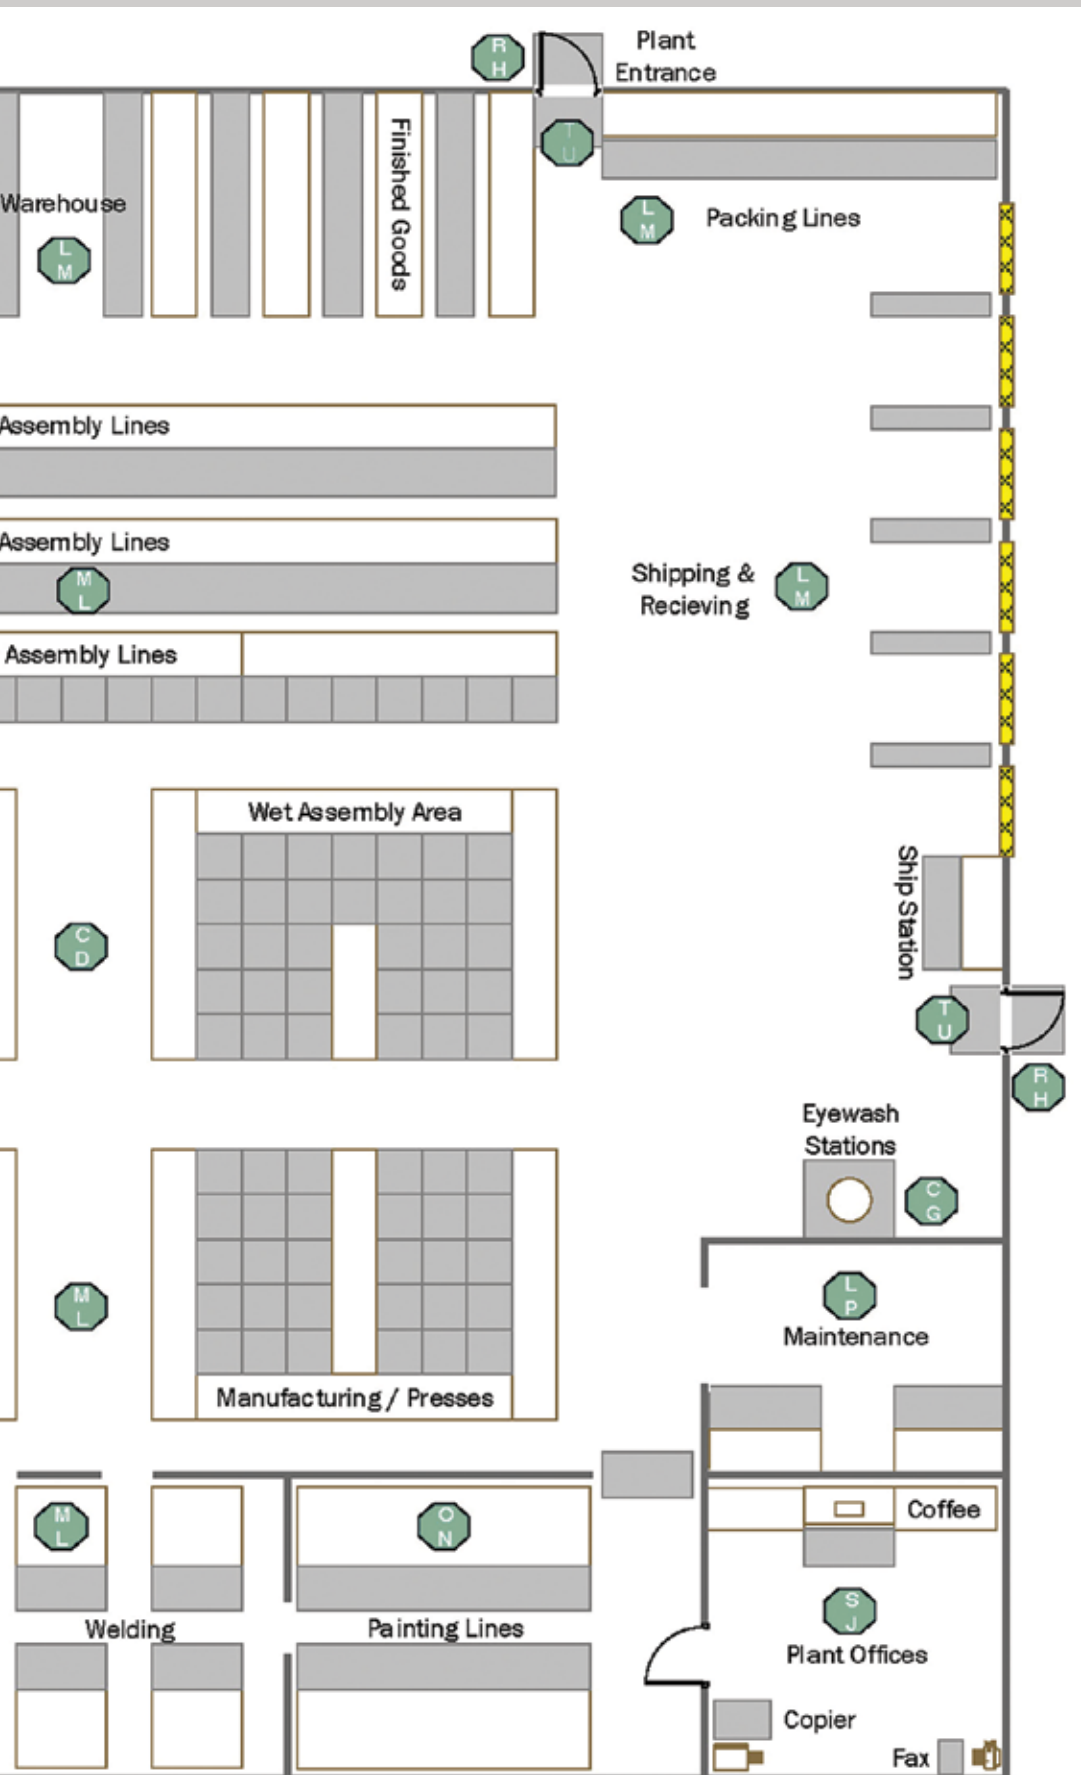 R
H
Plant
Entrance
T
U
Finished Goods
Warehouse
L
M
L
M
Packing Lines
Assembly Lines
Assembly Lines
M
L
Shipping &
Recieving
L
M
Assembly Lines
Wet Assembly Area
Ship Station
C
D
T
U
R
H
Eyewash
Stations
C
G
M
L
L
P
Maintenance
Manufacturing / Presses
M
L
O
N
Coffee
S
J
Welding
Painting Lines
Plant Offices
Copier
Fax